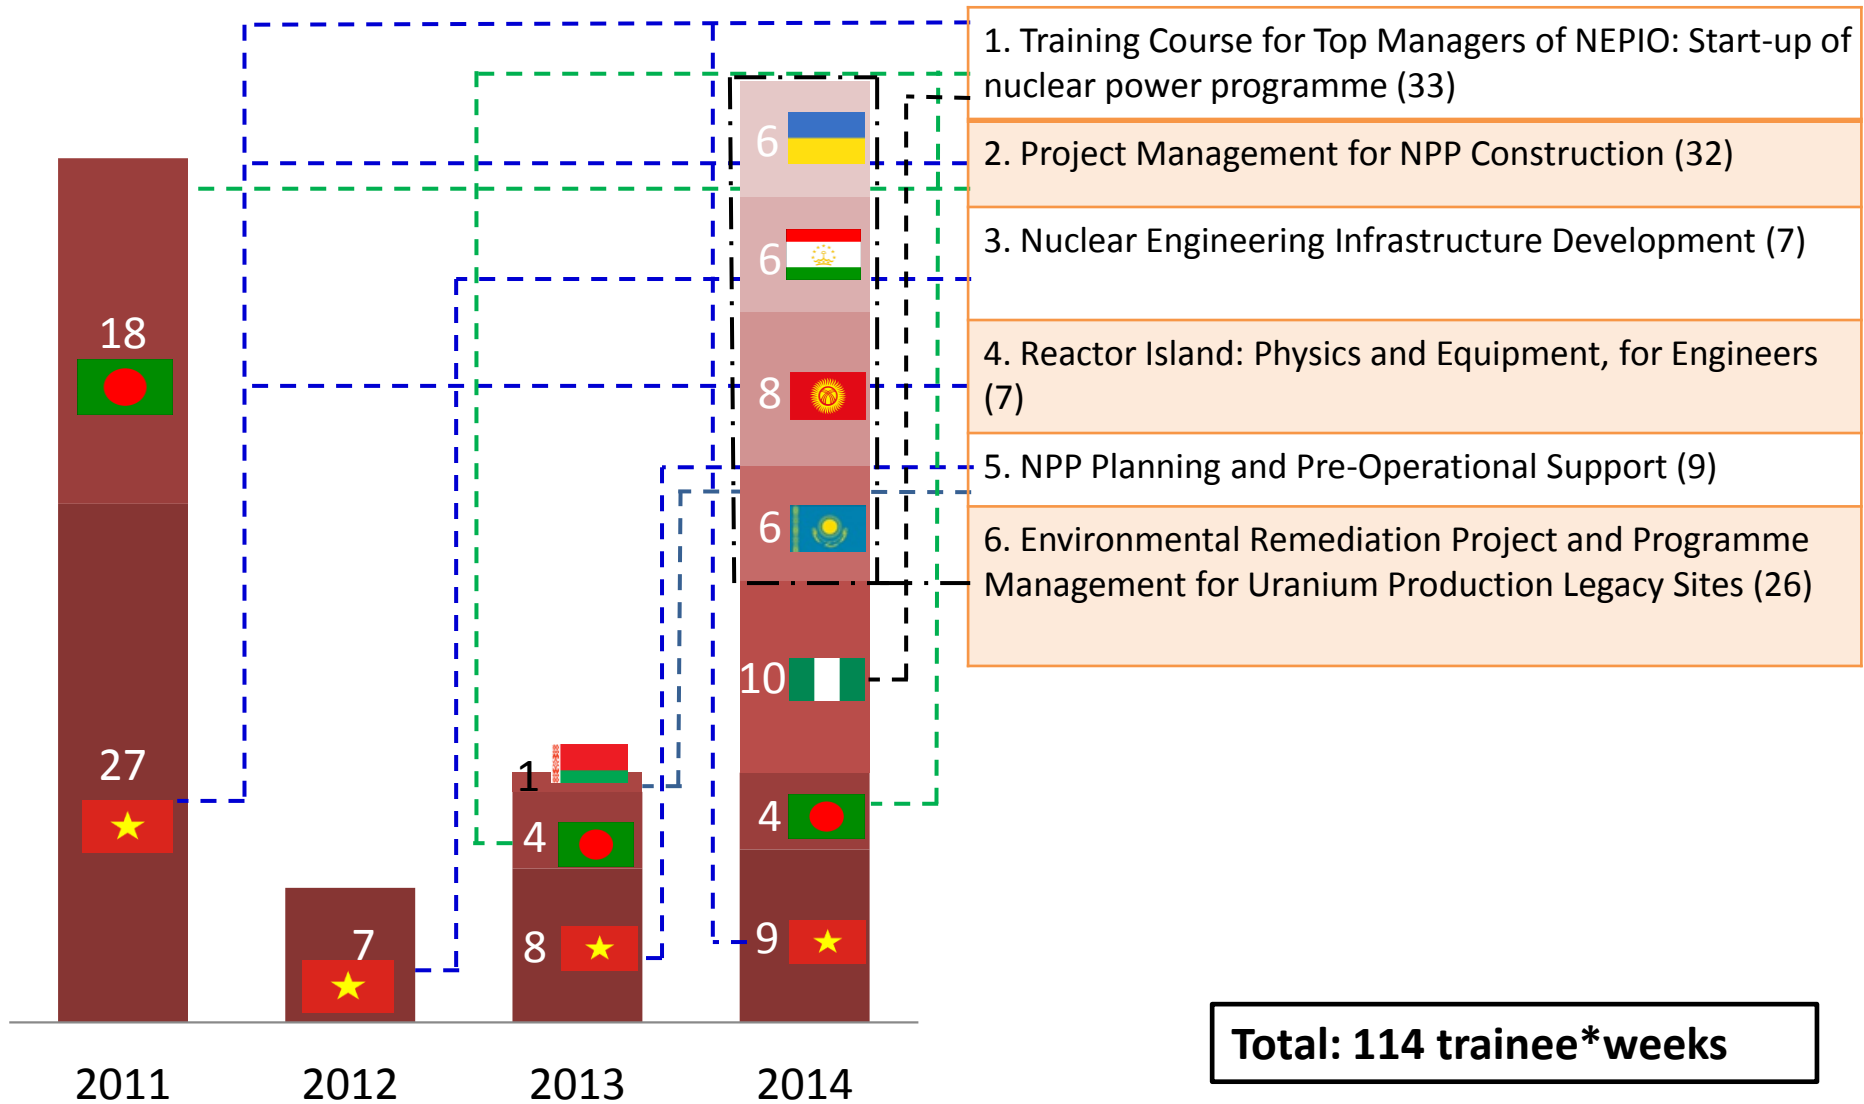 1. Training Course for Top Managers of NEPIO: Start-up of
nuclear power programme (33)
2. Project Management for NPP Construction (32)
3. Nuclear Engineering Infrastructure Development (7)
4. Reactor Island: Physics and Equipment, for Engineers
(7)
5. NPP Planning and Pre-Operational Support (9)
6. Environmental Remediation Project and Programme
Management for Uranium Production Legacy Sites (26)
18
27
7
1
4
8
6
6
8
6
10
4
9
2011
2012
2013
2014
Total: 114 trainee*weeks